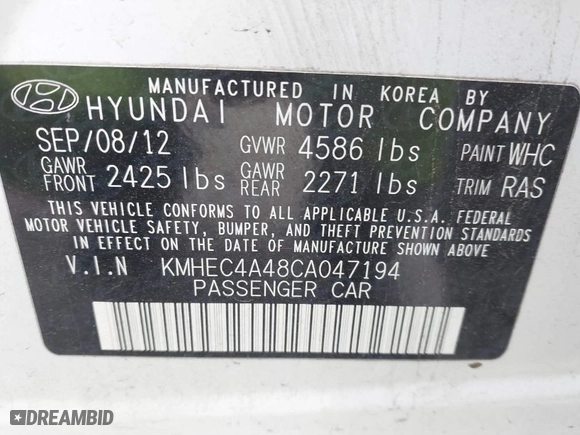 MANUFACTURED IN KOREA BY
HYUNDAI MOTOR COMPANY
SEP/08/12 GVWR 4586 lbs PAINT WHC
GAWR FRONT 2425 lbs GAWR REAR 2271 lbs TRIM RAS
THIS VEHICLE CONFORMS TO ALL APPLICABLE U.S.A. FEDERAL
MOTOR VEHICLE SAFETY, BUMPER, AND THEFT PREVENTION STANDARDS
IN EFFECT ON THE DATE OF MANUFACTURE SHOWN ABOVE
V.I.N KMHEC4A48CA047194
PASSENGER CAR
DREAMBID